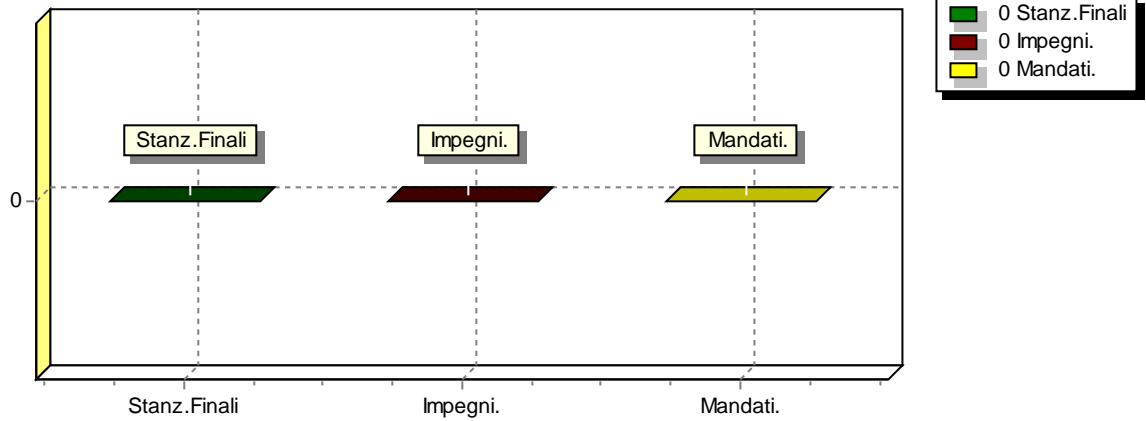 0 Stanz.Finali
0 Impegni.
0 Mandati.
Stanz.Finali
Impegni.
Mandati.
0
Stanz.Finali
Impegni.
Mandati.